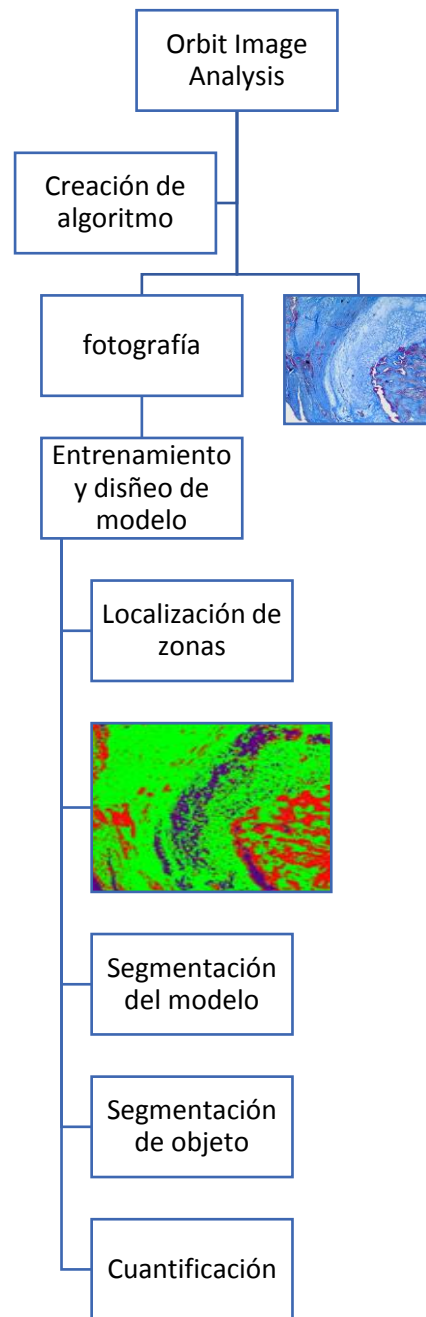 Orbit Image
Analysis
Creación de
algoritmo
fotografía
Entrenamiento
y disñeo de
modelo
Localización de
zonas
Segmentación
del modelo
Segmentación
de objeto
Cuantificación